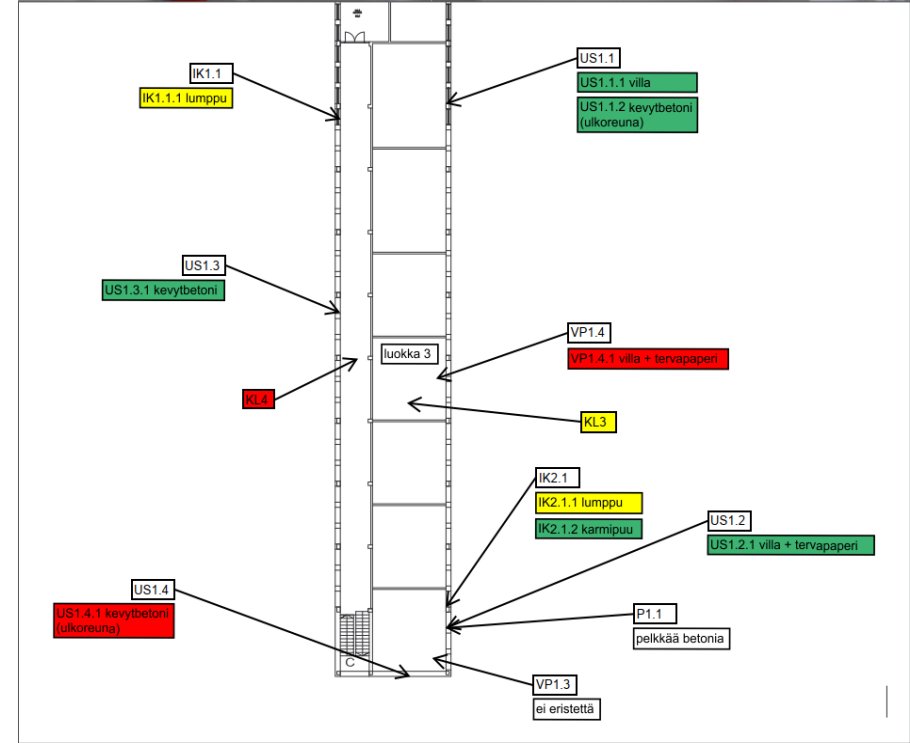 IK1.1
IK1.1.1 lumppu
US1.1
US1.1.1 villa
US1.1.2 kevytbetoni
(ulkoreuna)
US1.3
US1.3.1 kevytbetoni
luokka 3
VP1.4
VP1.4.1 villa + tervapaperi
KL4
KL3
IK2.1
IK2.1.1 lumppu
IK2.1.2 karmipuu
US1.2
US1.2.1 villa + tervapaperi
US1.4
US1.4.1 kevytbetoni
(ulkoreuna)
P1.1
pelkkää betonia
C
VP1.3
ei eristettä